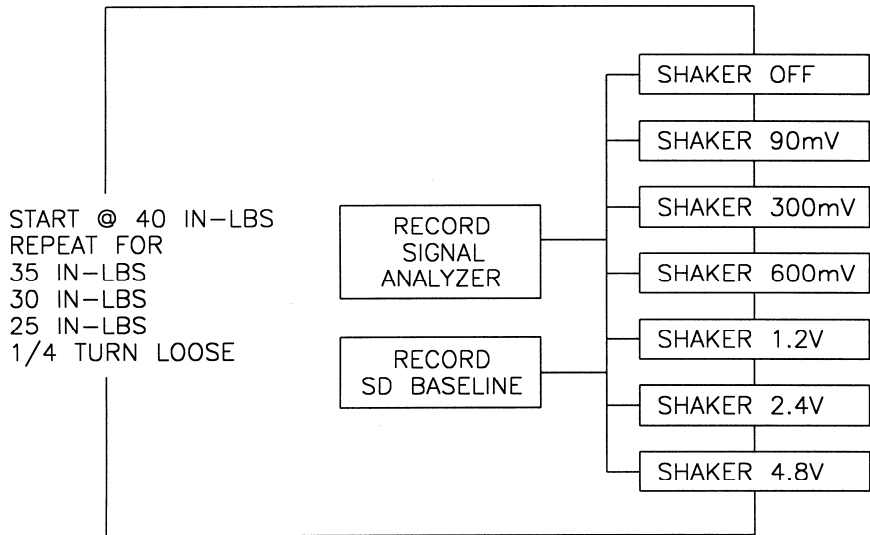 START @ 40 IN-LBS
REPEAT FOR
35 IN-LBS
30 IN-LBS
25 IN-LBS
1/4 TURN LOOSE
RECORD
SIGNAL
ANALYZER
RECORD
SD BASELINE
SHAKER OFF
SHAKER 90mV
SHAKER 300mV
SHAKER 600mV
SHAKER 1.2V
SHAKER 2.4V
SHAKER 4.8V